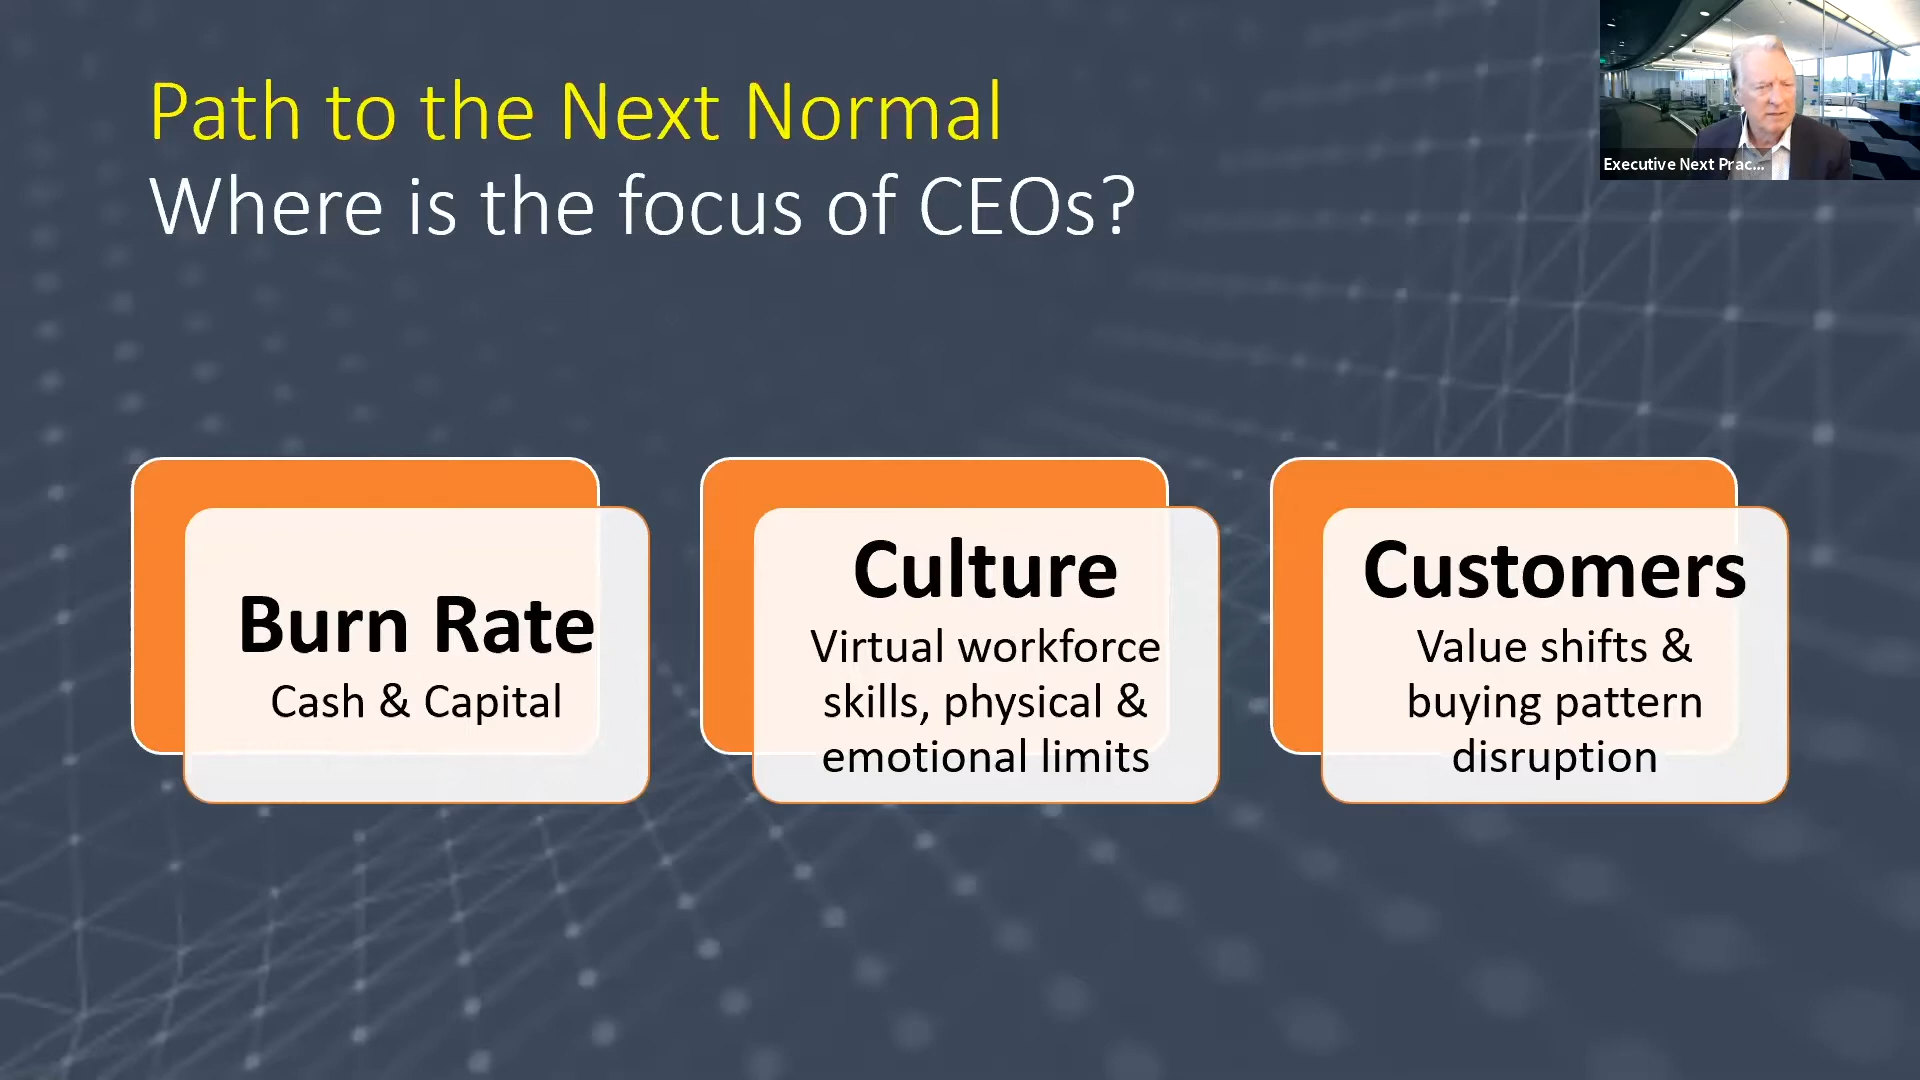 Path to the Next Normal
Where is the focus of CEOs?
Executive Next Prac...
Burn Rate
Cash & Capital
Culture
Virtual workforce
skills, physical &
emotional limits
Customers
Value shifts &
buying pattern
disruption